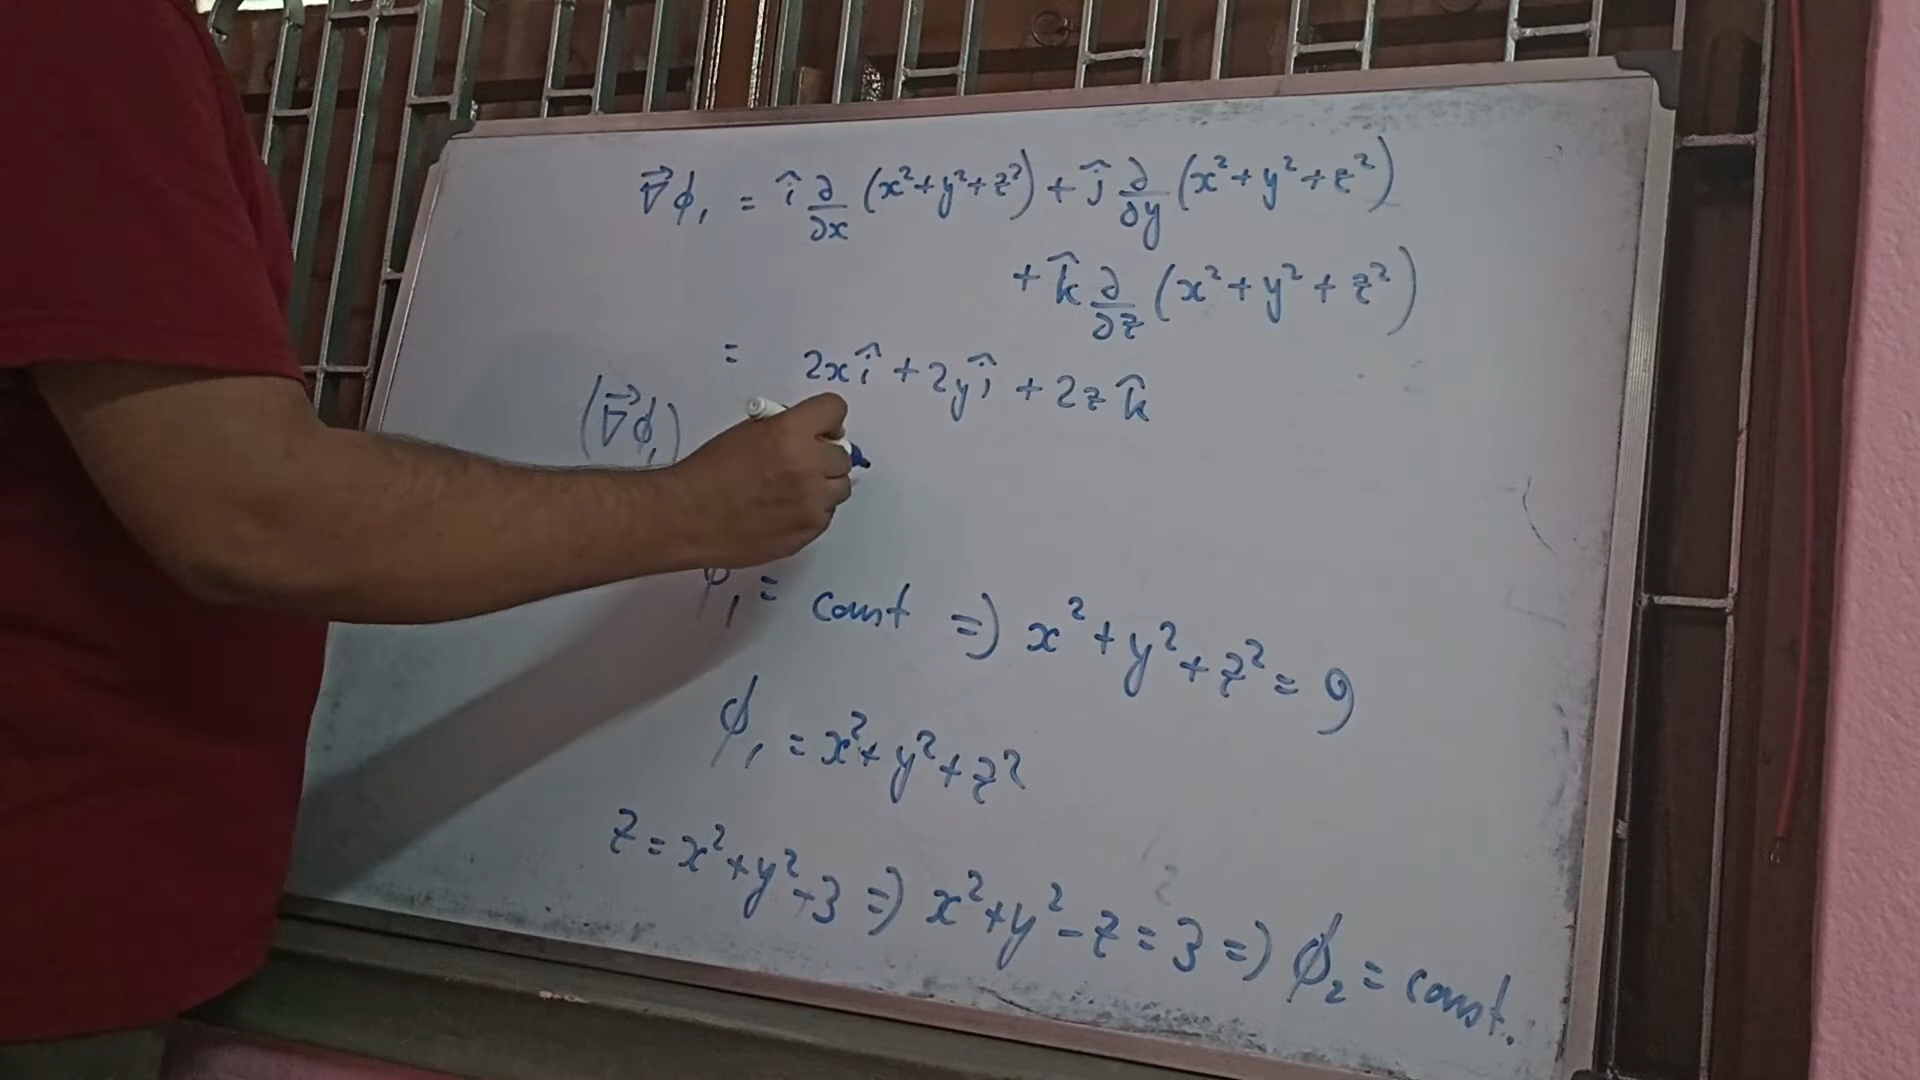 ∇⃗ϕ₁ = î ∂/∂x (x²+y²+z²) + ĵ ∂/∂y (x²+y²+z²)
+ k̂ ∂/∂z (x²+y²+z²)
= 2xî + 2yĵ + 2zk̂
(∇⃗ϕ₁)
ϕ₁ = const ⇒ x²+y²+z² = 9
ϕ₁ = x²+y²+z²
z = x²+y²-3 ⇒ x²+y²-z = 3 ⇒ ϕ₂ = const.